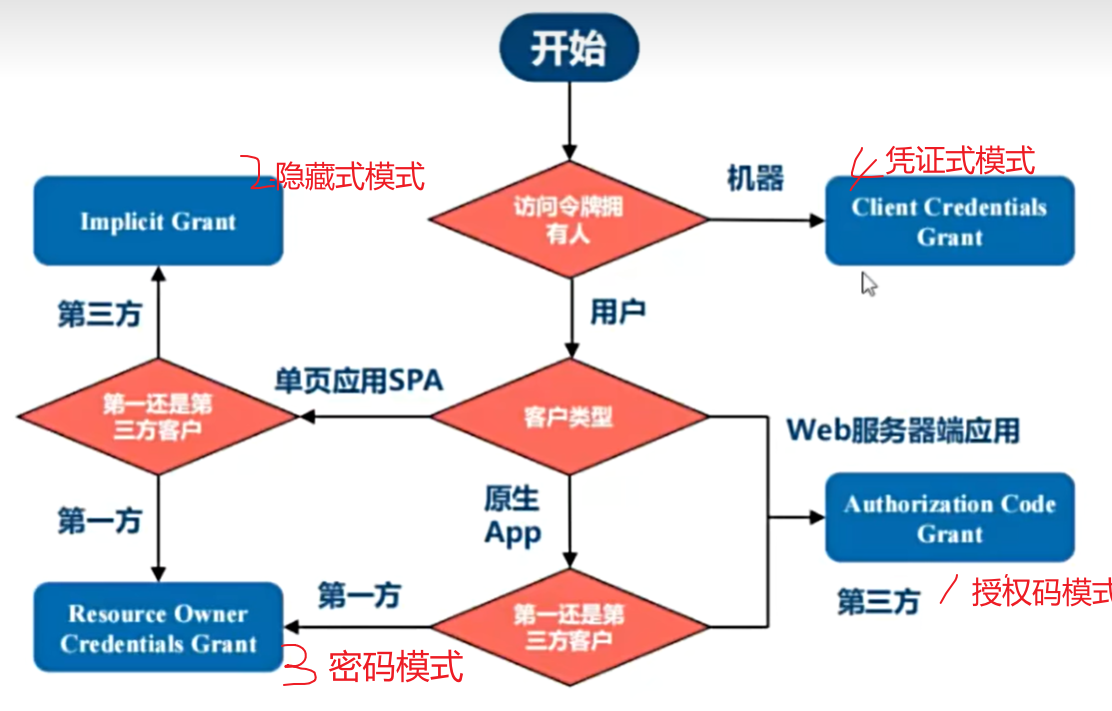 开始
2 隐藏式模式
4 凭证式模式
机器
访问令牌拥
有人
Implicit Grant
Client Credentials
Grant
第三方
用户
单页应用SPA
第一还是第
三方客户
客户类型
Web服务器端应用
原生
App
Authorization Code
Grant
第一方
第一方
第三方
1 授权码模式
Resource Owner
Credentials Grant
第一还是第
三方客户
3 密码模式